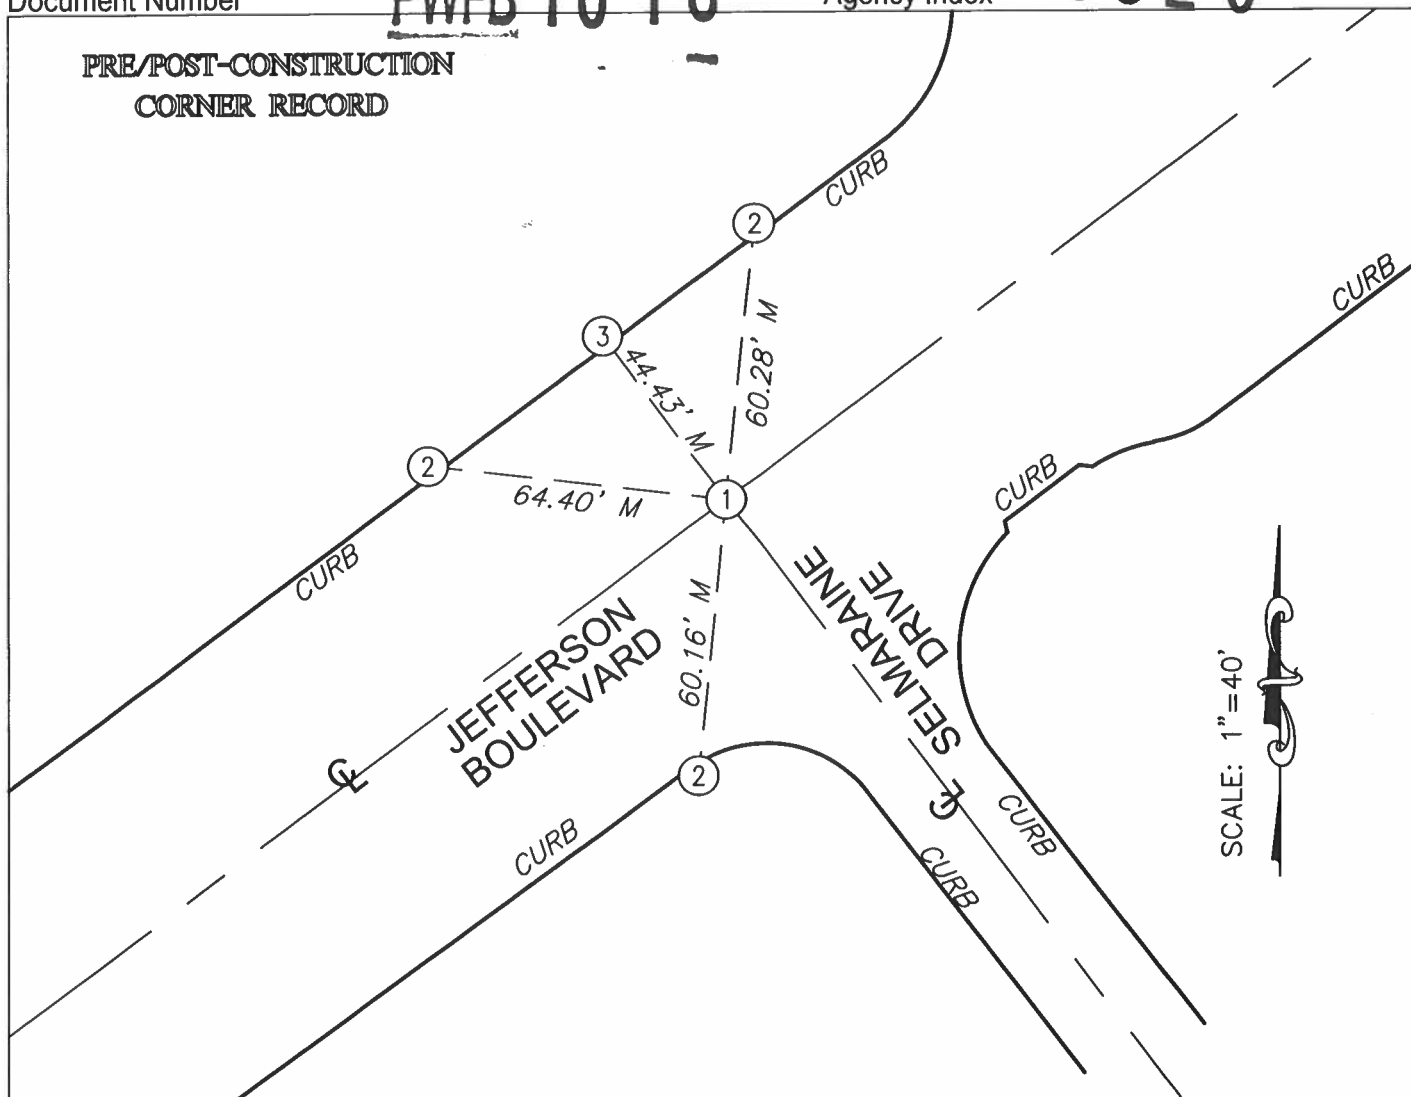 Document Number
Agency Index
PRE/POST-CONSTRUCTION
CORNER RECORD
CURB
2
3
44.43' M
60.28' M
CURB
2
64.40' M
1
CURB
CURB
60.16' M
JEFFERSON
BOULEVARD
SELMARAINE
DRIVE
℄
℄
2
CURB
CURB
CURB
SCALE: 1"=40'